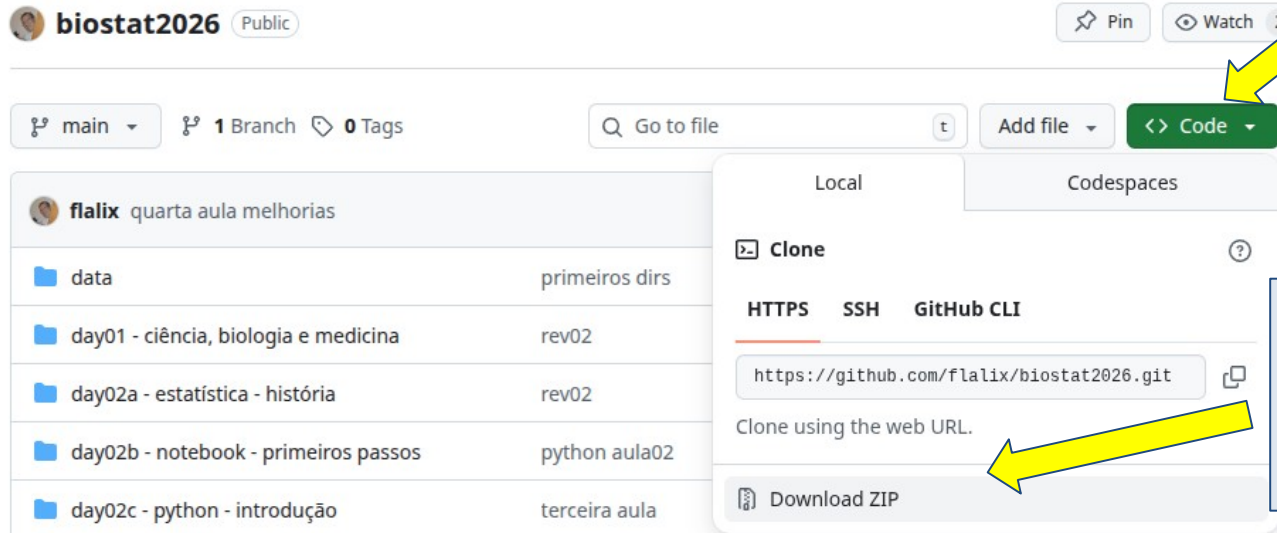 biostat2026 Public Pin Watch
main 1 Branch 0 Tags Go to file t Add file Code
Local Codespaces
flalix quarta aula melhorias
Clone
data primeiros dirs
HTTPS SSH GitHub CLI
day01 - ciência, biologia e medicina rev02
https://github.com/flalix/biostat2026.git
day02a - estatística - história rev02
Clone using the web URL.
day02b - notebook - primeiros passos python aula02
Download ZIP
day02c - python - introdução terceira aula